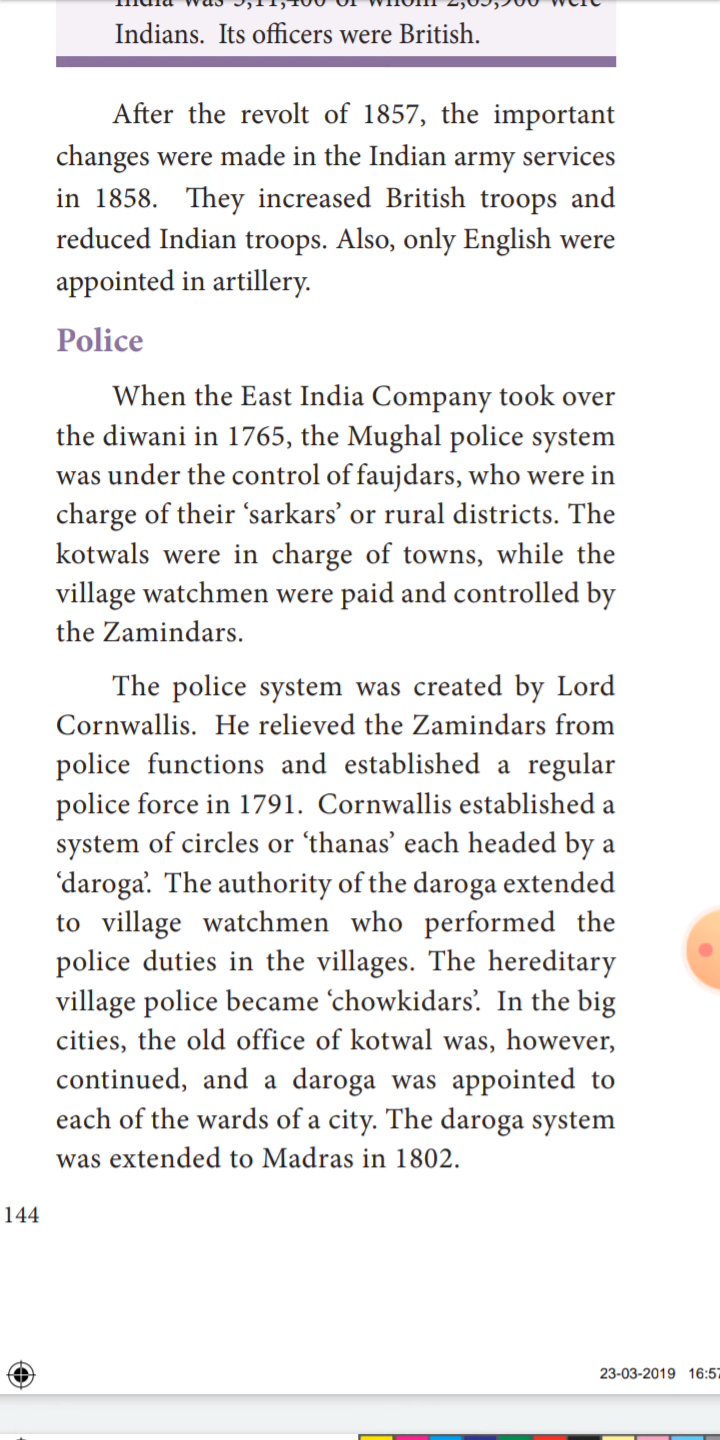 Indians. Its officers were British.
After the revolt of 1857, the important
changes were made in the Indian army services
in 1858. They increased British troops and
reduced Indian troops. Also, only English were
appointed in artillery.
Police
When the East India Company took over
the diwani in 1765, the Mughal police system
was under the control of faujdars, who were in
charge of their ‘sarkars’ or rural districts. The
kotwals were in charge of towns, while the
village watchmen were paid and controlled by
the Zamindars.
The police system was created by Lord
Cornwallis. He relieved the Zamindars from
police functions and established a regular
police force in 1791. Cornwallis established a
system of circles or ‘thanas’ each headed by a
‘daroga’. The authority of the daroga extended
to village watchmen who performed the
police duties in the villages. The hereditary
village police became ‘chowkidars’. In the big
cities, the old office of kotwal was, however,
continued, and a daroga was appointed to
each of the wards of a city. The daroga system
was extended to Madras in 1802.
144
23-03-2019 16:57